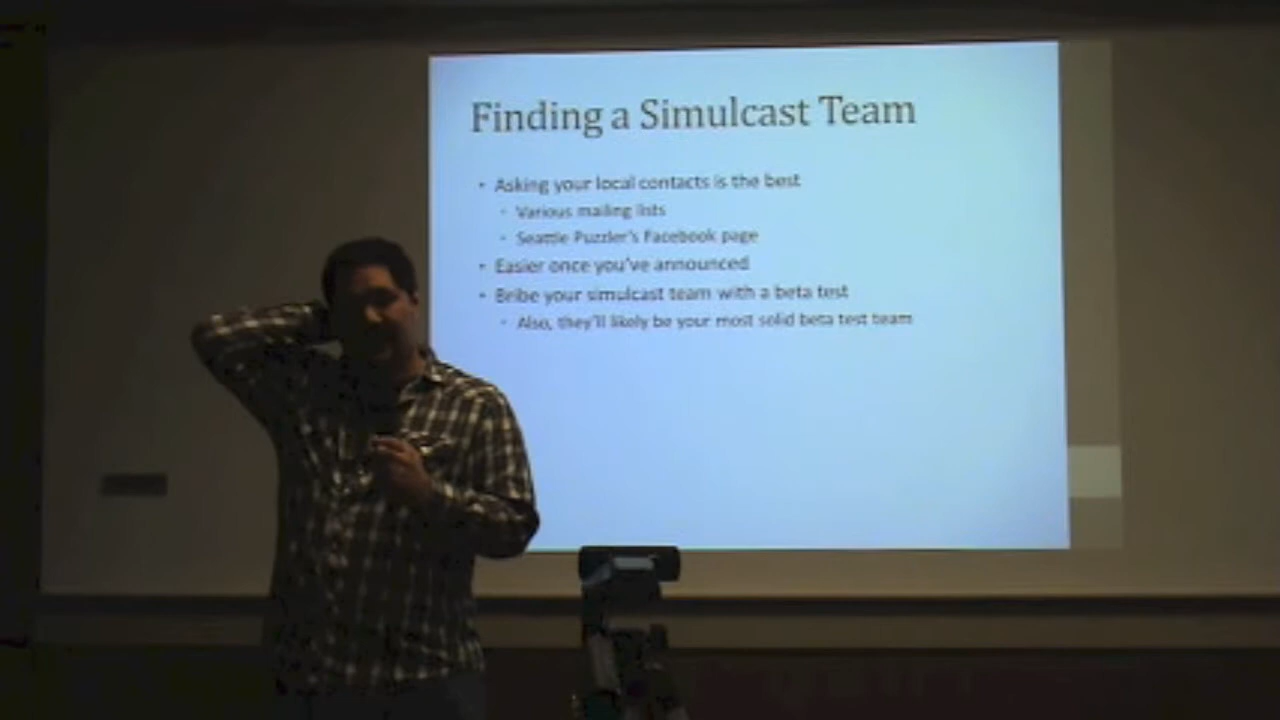 Finding a Simulcast Team
• Asking your local contacts is the best
• Various mailing lists
• Seattle Puzzler's Facebook page
• Easier once you've announced
• Bribe your simulcast team with a beta test
• Also, they'll likely be your most solid beta test team